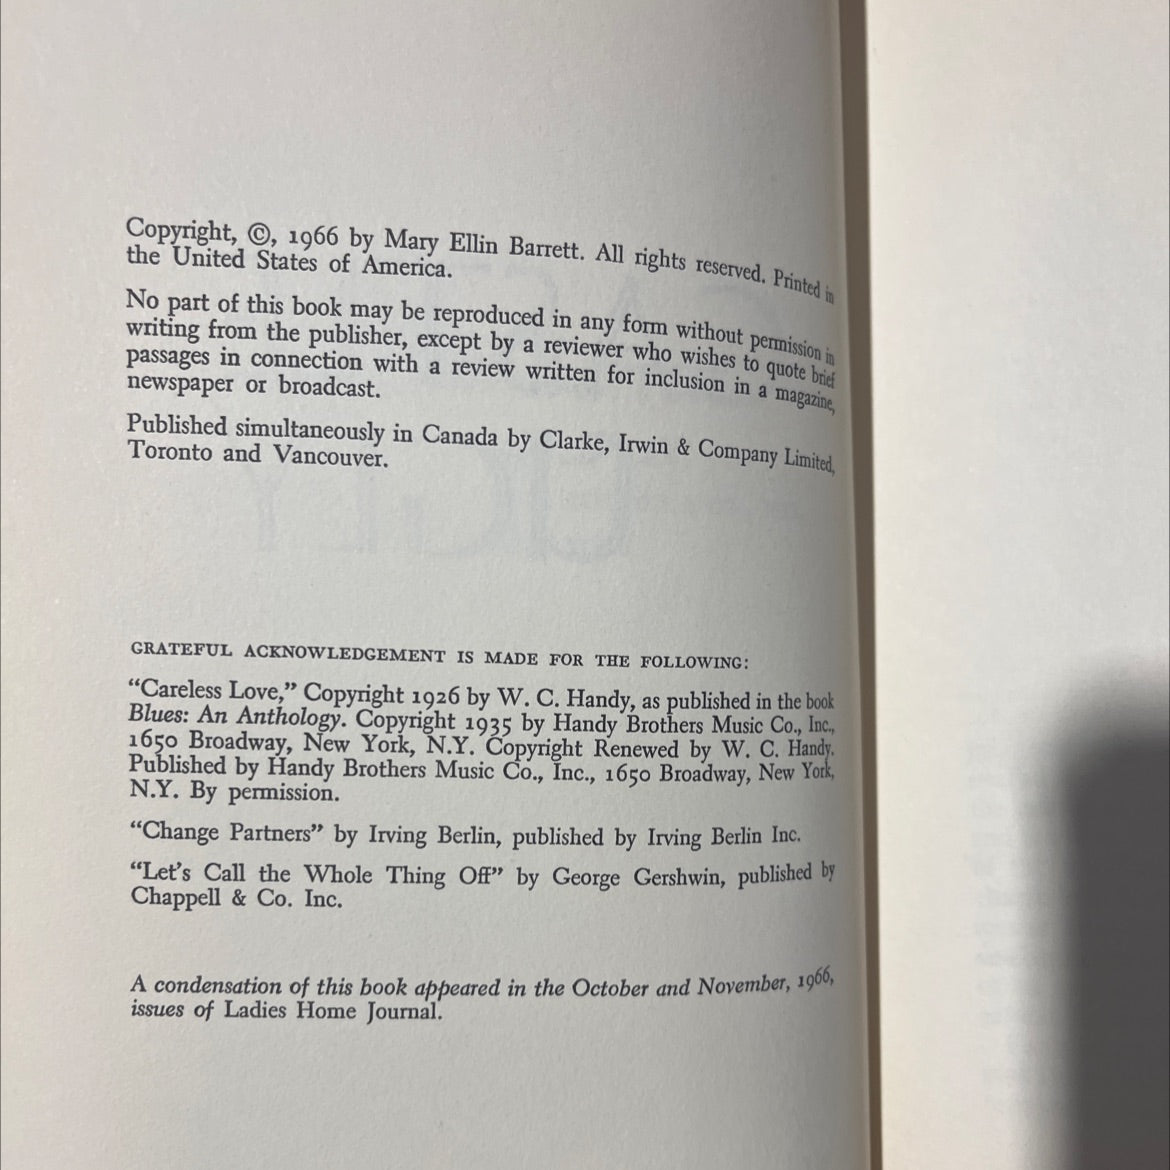 Copyright, ©, 1966 by Mary Ellin Barrett. All rights reserved. Printed in
the United States of America.
No part of this book may be reproduced in any form without permission in
writing from the publisher, except by a reviewer who wishes to quote brief
passages in connection with a review written for inclusion in a magazine,
newspaper or broadcast.
Published simultaneously in Canada by Clarke, Irwin & Company Limited,
Toronto and Vancouver.
GRATEFUL ACKNOWLEDGEMENT IS MADE FOR THE FOLLOWING:
“Careless Love,” Copyright 1926 by W. C. Handy, as published in the book
Blues: An Anthology. Copyright 1935 by Handy Brothers Music Co., Inc.,
1650 Broadway, New York, N.Y. Copyright Renewed by W. C. Handy.
Published by Handy Brothers Music Co., Inc., 1650 Broadway, New York,
N.Y. By permission.
“Change Partners” by Irving Berlin, published by Irving Berlin Inc.
“Let’s Call the Whole Thing Off” by George Gershwin, published by
Chappell & Co. Inc.
A condensation of this book appeared in the October and November, 1966,
issues of Ladies Home Journal.